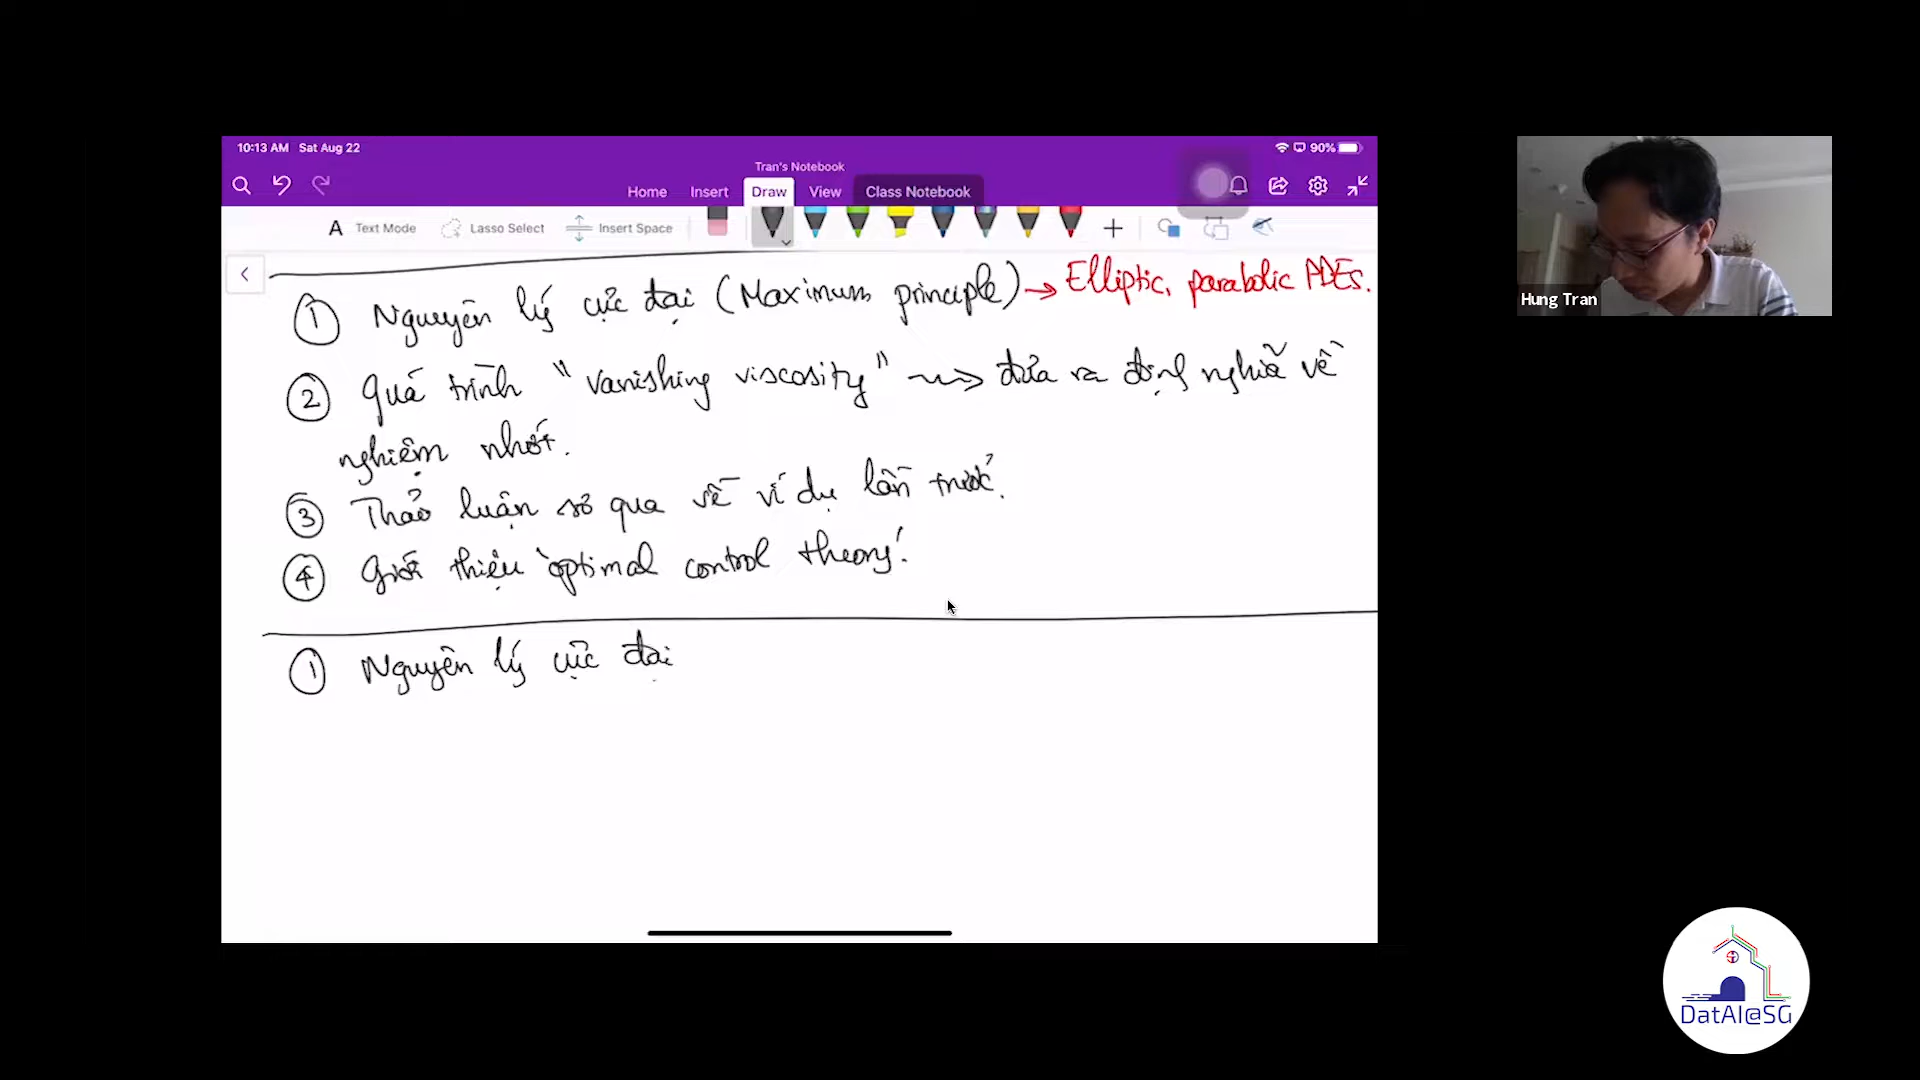 10:13 AM Sat Aug 22
90%
Tran's Notebook
Home Insert Draw View Class Notebook
A Text Mode Lasso Select Insert Space
① Nguyên lý cực đại (Maximum principle) → Elliptic, parabolic PDEs.
② Quá trình "vanishing viscosity" ⇝ đưa ra định nghĩa về
nghiệm nhớt.
③ Thảo luận sơ qua về ví dụ lần trước.
④ Giới thiệu "optimal control theory".
① Nguyên lý cực đại
Hung Tran
DatAI@SG